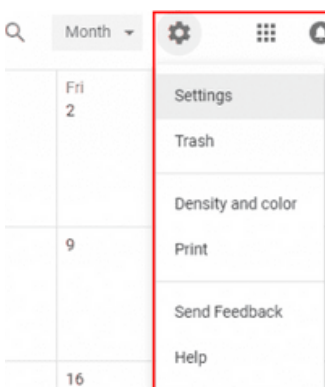 Month
Fri
2
9
16
Settings
Trash
Density and color
Print
Send Feedback
Help